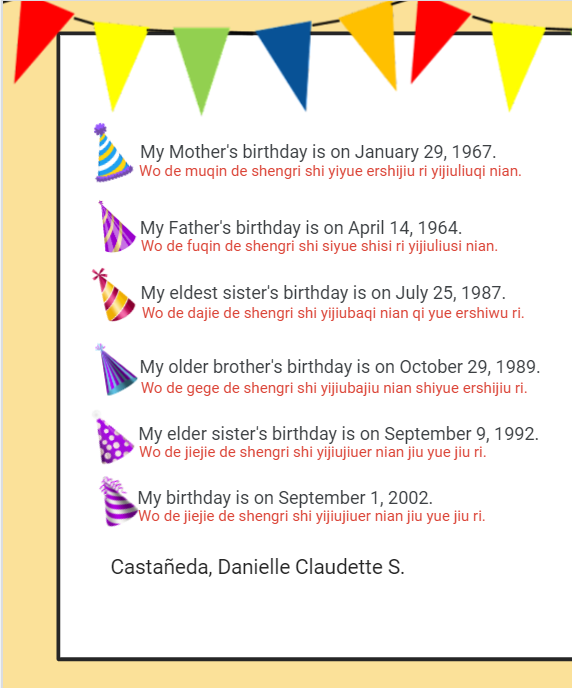 My Mother's birthday is on January 29, 1967.
Wo de muqin de shengri shi yiyue ershijiu ri yijiuliuqi nian.
My Father's birthday is on April 14, 1964.
Wo de fuqin de shengri shi siyue shisi ri yijiuliusi nian.
My eldest sister's birthday is on July 25, 1987.
Wo de dajie de shengri shi yijiubaqi nian qi yue ershiwu ri.
My older brother's birthday is on October 29, 1989.
Wo de gege de shengri shi yijiubajiu nian shiyue ershijiu ri.
My elder sister's birthday is on September 9, 1992.
Wo de jiejie de shengri shi yijiujiuer nian jiu yue jiu ri.
My birthday is on September 1, 2002.
Wo de jiejie de shengri shi yijiujiuer nian jiu yue jiu ri.
Castañeda, Danielle Claudette S.